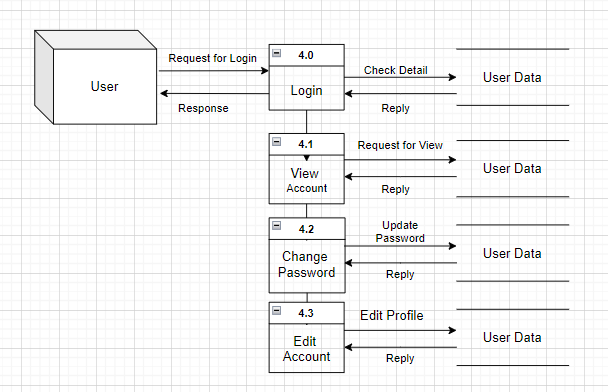 4.0
Request for Login
Check Detail
User
Login
User Data
Response
Reply
4.1
Request for View
View
Account
User Data
Reply
4.2
Update
Password
Change
Password
User Data
Reply
4.3
Edit Profile
Edit
Account
User Data
Reply